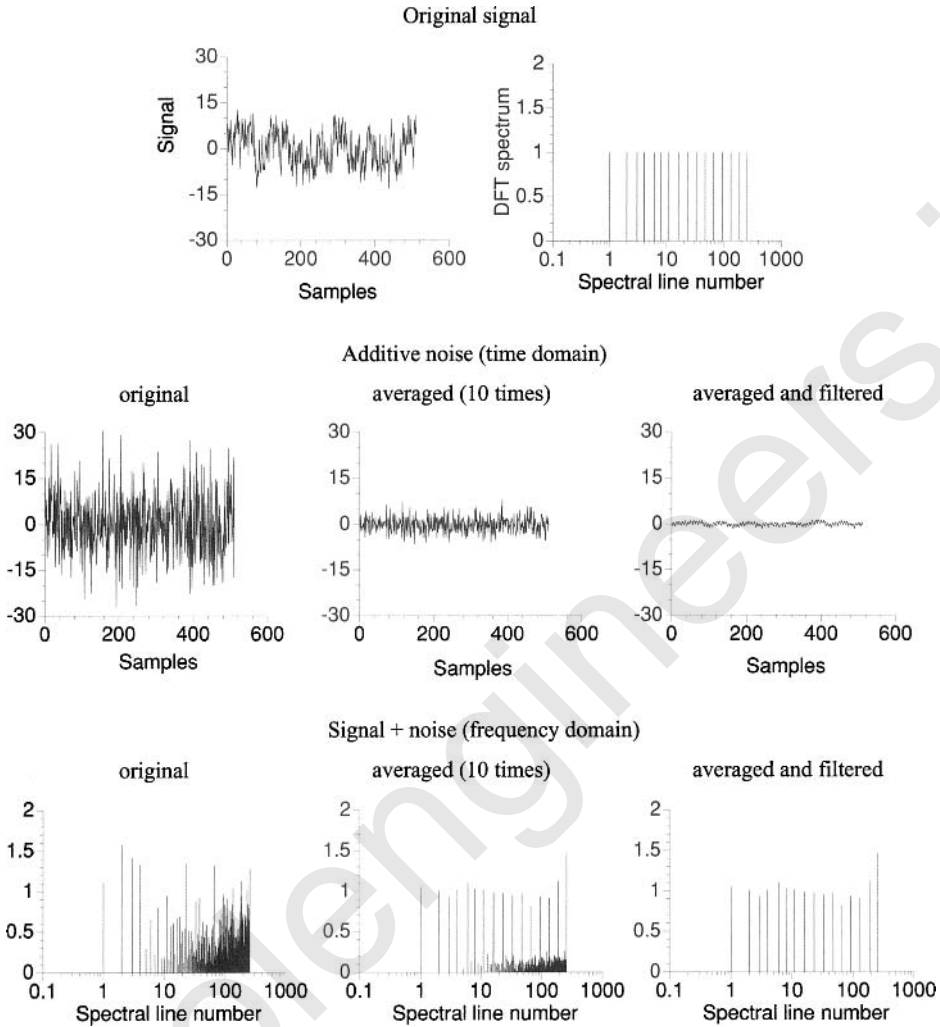 Original signal
30
15
0
-15
-30
Signal
0 200 400 600
Samples
2
1.5
1
0.5
0
DFT spectrum
0.1 1 10 100 1000
Spectral line number
Additive noise (time domain)
original
30
15
0
-15
-30
0 200 400 600
Samples
averaged (10 times)
30
15
0
-15
-30
0 200 400 600
Samples
averaged and filtered
30
15
0
-15
-30
0 200 400 600
Samples
Signal + noise (frequency domain)
original
2
1.5
1
0.5
0
0.1 1 10 100 1000
Spectral line number
averaged (10 times)
2
1.5
1
0.5
0
0.1 1 10 100 1000
Spectral line number
averaged and filtered
2
1.5
1
0.5
0
0.1 1 10 100 1000
Spectral line number